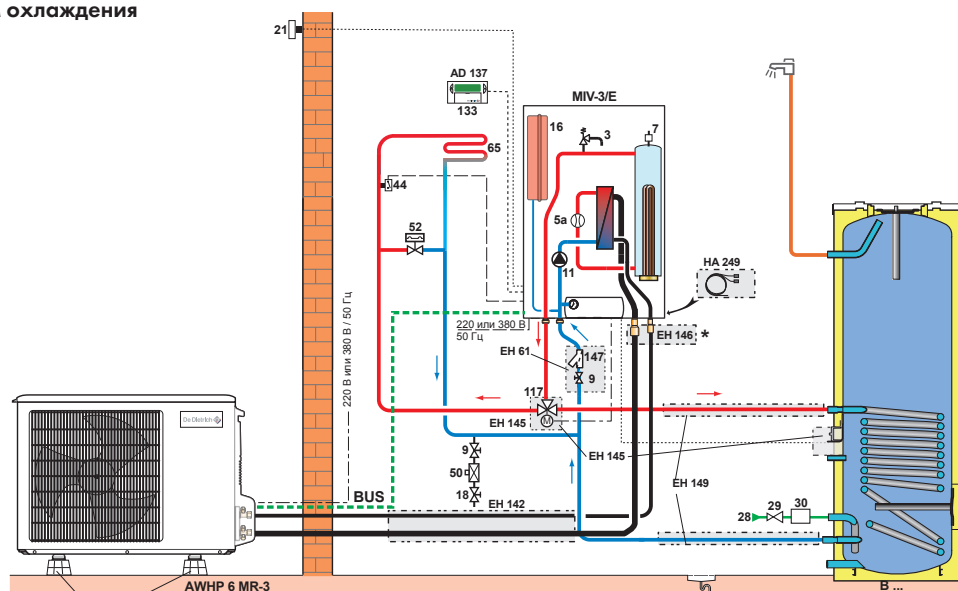 охлаждения
21
AD 137
133
MIV-3/E
16
3
7
65
44
5a
52
11
HA 249
220 или 380 В
50 Гц
EH 146 *
220 В или 380 В / 50 Гц
EH 61
147
9
De Dietrich
117
M
EH 145
9
EH 145
50
BUS
18
EH 149
EH 142
28
29
30
AWHP 6 MR-3
B ...